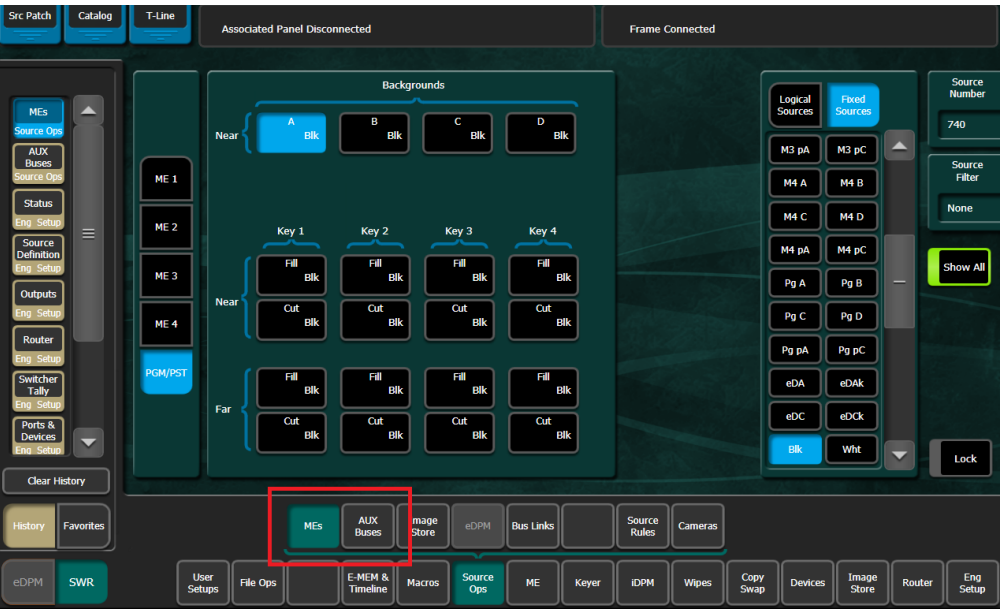 Src Patch
Catalog
T-Line
Associated Panel Disconnected
Frame Connected
MEs
Source Ops
AUX
Buses
Source Ops
Status
Eng Setup
Source
Definition
Eng Setup
Outputs
Eng Setup
Router
Eng Setup
Switcher
Tally
Eng Setup
Ports &
Devices
Eng Setup
Clear History
History
Favorites
eDPM
SWR
ME 1
ME 2
ME 3
ME 4
PGM/PST
Backgrounds
Near
A
Blk
B
Blk
C
Blk
D
Blk
Key 1
Key 2
Key 3
Key 4
Near
Fill
Blk
Fill
Blk
Fill
Blk
Fill
Blk
Cut
Blk
Cut
Blk
Cut
Blk
Cut
Blk
Far
Fill
Blk
Fill
Blk
Fill
Blk
Fill
Blk
Cut
Blk
Cut
Blk
Cut
Blk
Cut
Blk
Logical
Sources
Fixed
Sources
M3 pA
M3 pC
M4 A
M4 B
M4 C
M4 D
M4 pA
M4 pC
Pg A
Pg B
Pg C
Pg D
Pg pA
Pg pC
eDA
eDAk
eDC
eDCk
Blk
Wht
Source
Number
740
Source
Filter
None
Show All
Lock
MEs
AUX
Buses
Image
Store
eDPM
Bus Links
Source
Rules
Cameras
User
Setups
File Ops
E-MEM &
Timeline
Macros
Source
Ops
ME
Keyer
iDPM
Wipes
Copy
Swap
Devices
Image
Store
Router
Eng
Setup